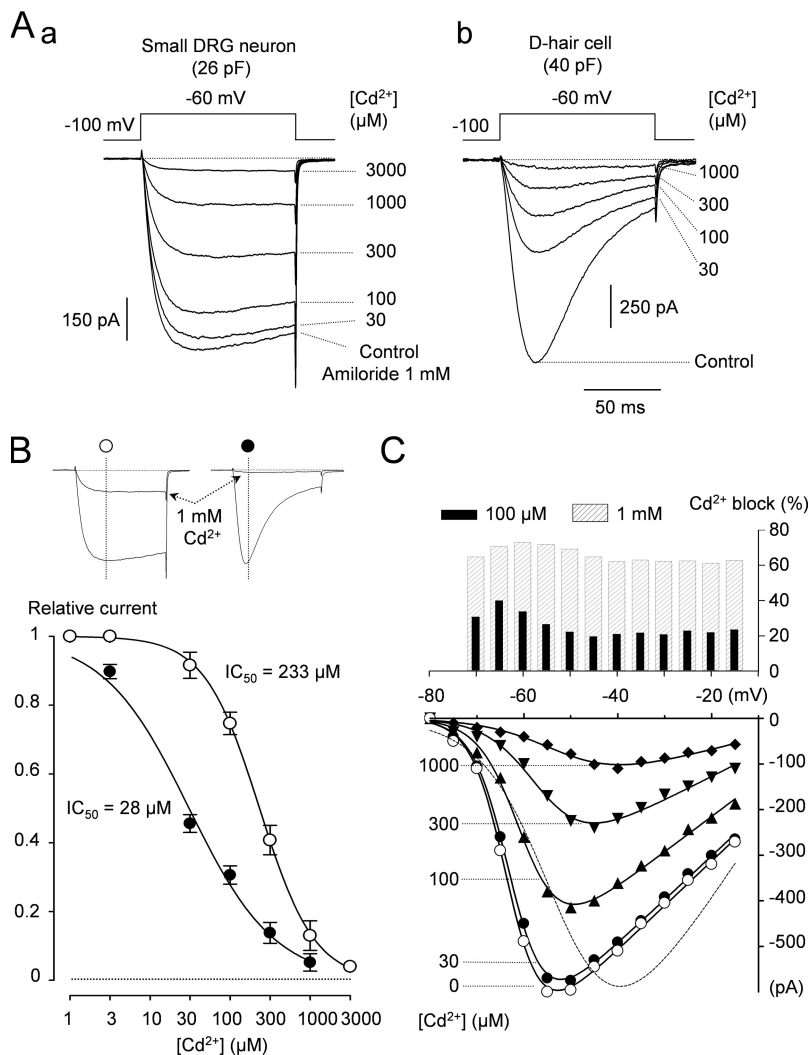 A a
Small DRG neuron
(26 pF)
-60 mV
[Cd²⁺]
(µM)
-100 mV
3000
1000
300
100
30
Control
Amiloride 1 mM
150 pA
b
D-hair cell
(40 pF)
-60 mV
[Cd²⁺]
(µM)
-100
1000
300
100
30
250 pA
Control
50 ms
B
1 mM
Cd²⁺
Relative current
1
0.8
0.6
0.4
0.2
0
IC₅₀ = 233 µM
IC₅₀ = 28 µM
1 3 10 30 100 300 1000 3000
[Cd²⁺] (µM)
C
Cd²⁺ block (%)
100 µM 1 mM
80
60
40
20
0
-80 -60 -40 -20 (mV)
0
-100
-200
-300
-400
-500
(pA)
1000
300
100
30
0
[Cd²⁺] (µM)